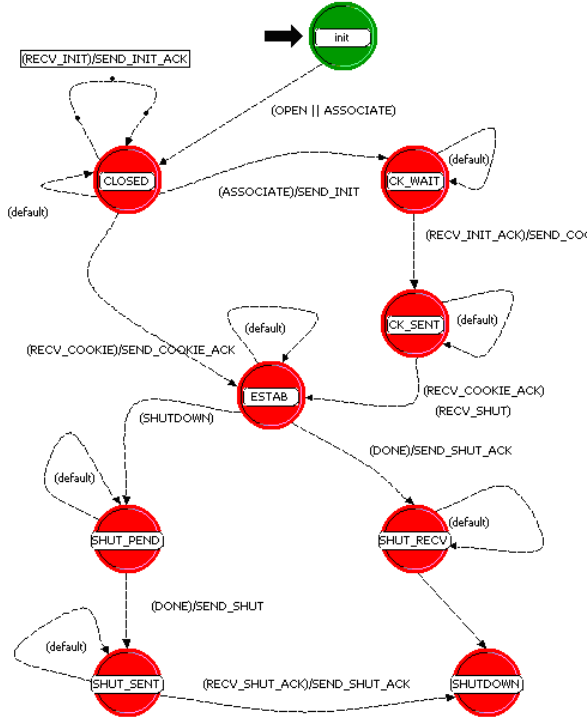 init
(RECV_INIT)/SEND_INIT_ACK
(OPEN || ASSOCIATE)
CLOSED
CK_WAIT
(default)
(default)
(ASSOCIATE)/SEND_INIT
(RECV_INIT_ACK)/SEND_COO
CK_SENT
(default)
(default)
(RECV_COOKIE)/SEND_COOKIE_ACK
ESTAB
(RECV_COOKIE_ACK)
(RECV_SHUT)
(SHUTDOWN)
(DONE)/SEND_SHUT_ACK
(default)
(default)
SHUT_PEND
SHUT_RECV
(DONE)/SEND_SHUT
(default)
SHUT_SENT
(RECV_SHUT_ACK)/SEND_SHUT_ACK
SHUTDOWN